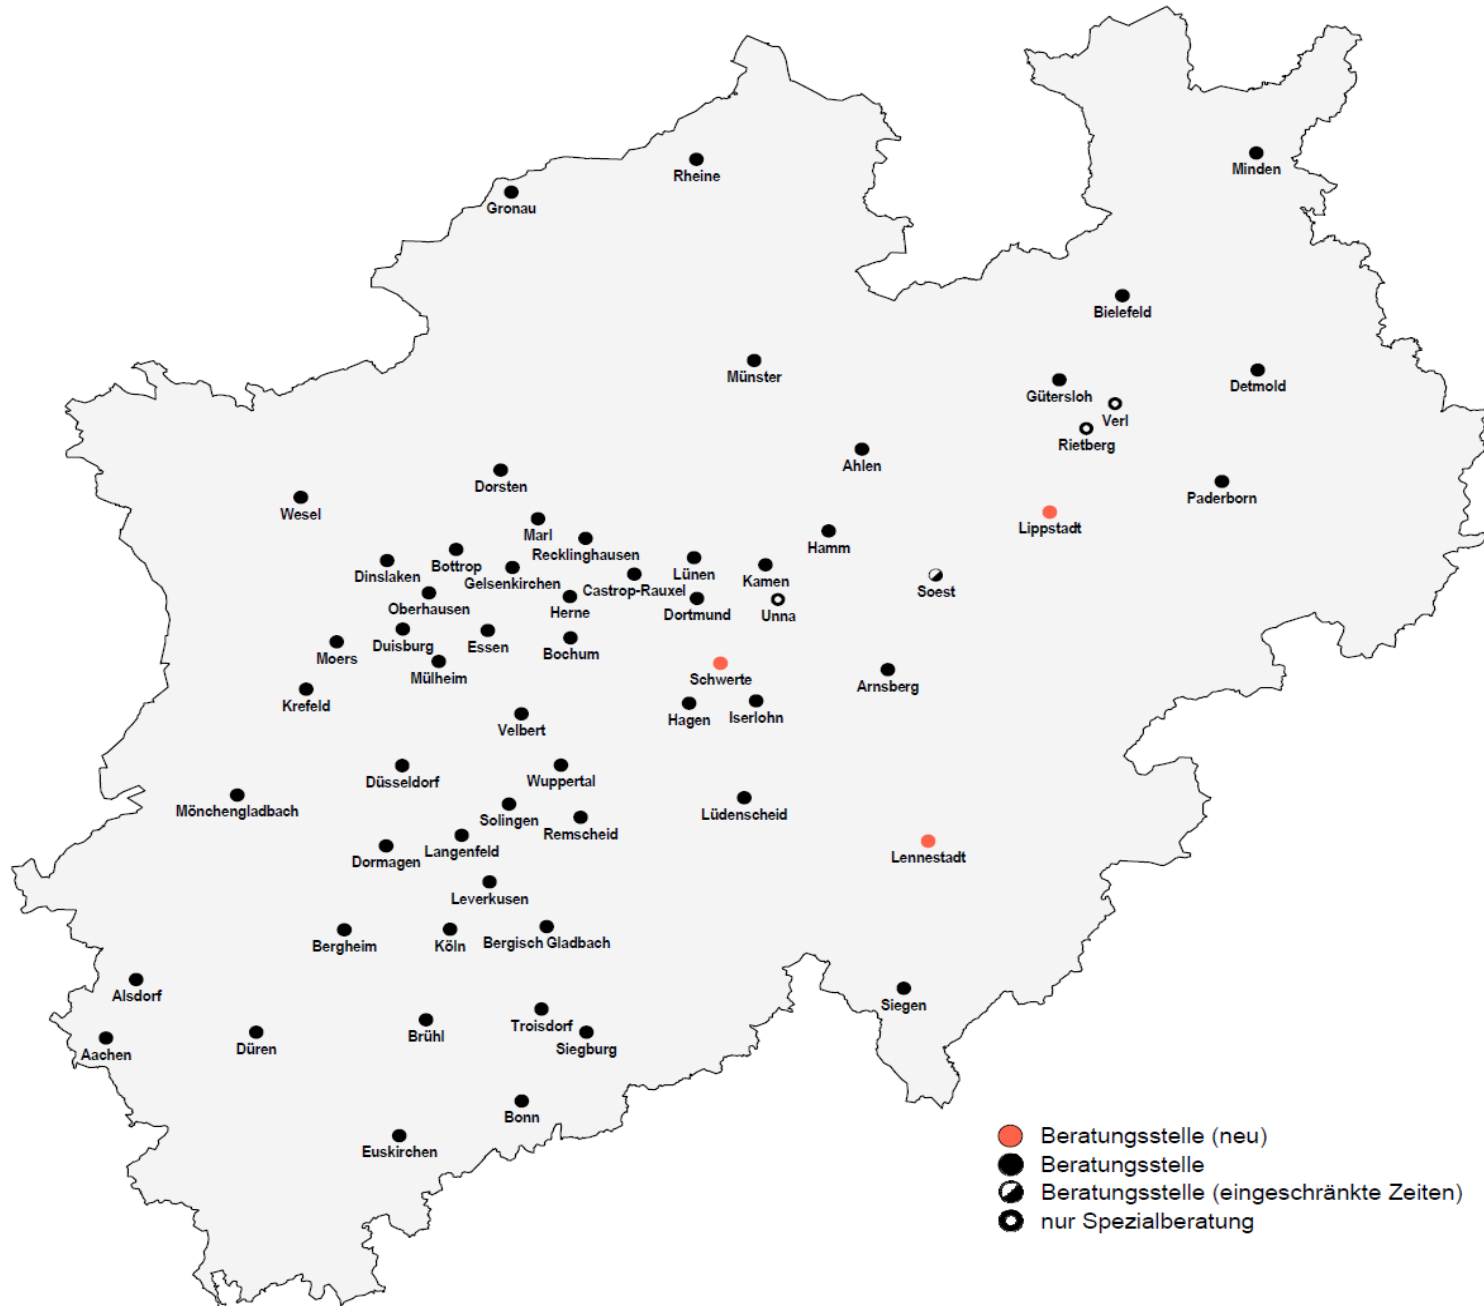 Minden
Rheine
Gronau
Bielefeld
Münster
Detmold
Gütersloh
Verl
Rietberg
Ahlen
Dorsten
Paderborn
Wesel
Lippstadt
Marl
Hamm
Recklinghausen
Bottrop
Dinslaken
Gelsenkirchen
Lünen
Kamen
Castrop-Rauxel
Soest
Oberhausen
Herne
Dortmund
Unna
Duisburg
Essen
Bochum
Moers
Mülheim
Schwerte
Arnsberg
Krefeld
Hagen
Iserlohn
Velbert
Düsseldorf
Wuppertal
Mönchengladbach
Lüdenscheid
Solingen
Remscheid
Langenfeld
Dormagen
Lennestadt
Leverkusen
Bergheim
Köln
Bergisch Gladbach
Alsdorf
Siegen
Troisdorf
Brühl
Aachen
Düren
Siegburg
Bonn
Euskirchen
Beratungsstelle (neu)
Beratungsstelle
Beratungsstelle (eingeschränkte Zeiten)
nur Spezialberatung